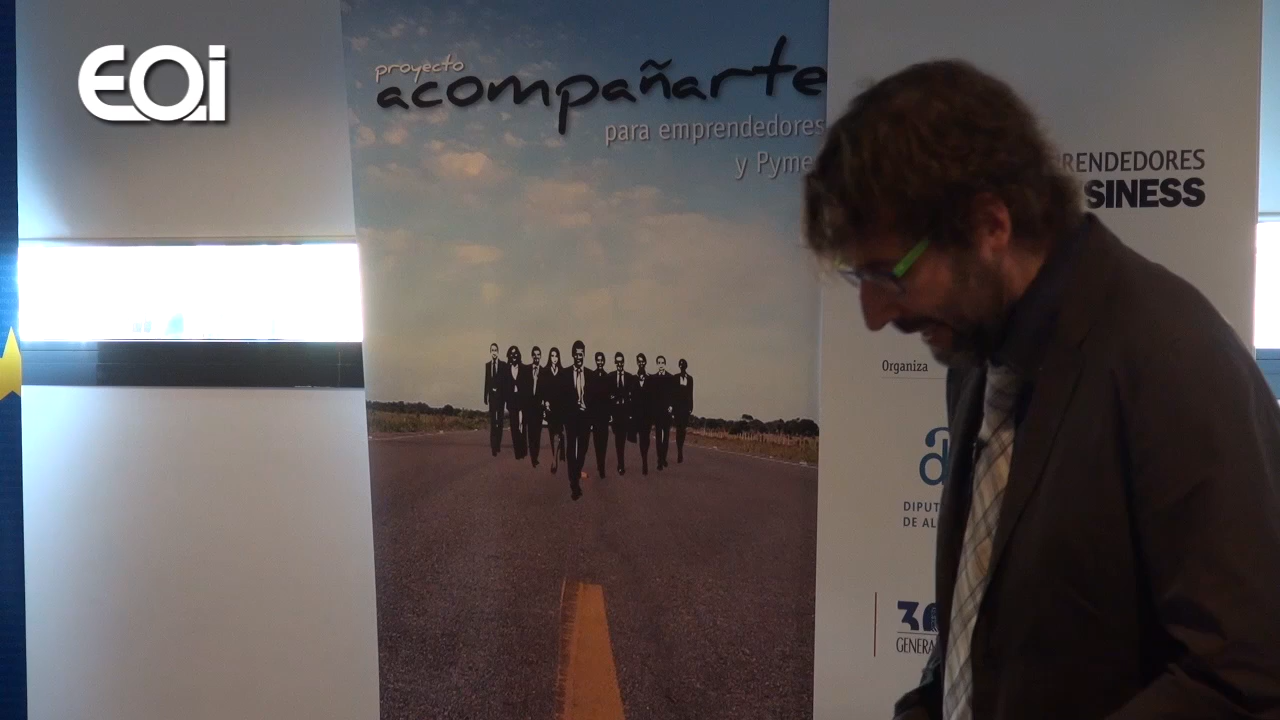 EOi
proyecto
acompañarte
para emprendedores
y Pyme
RENDEDORES
SINESS
Organiza
DIPUT
DE AL
30
GENERA